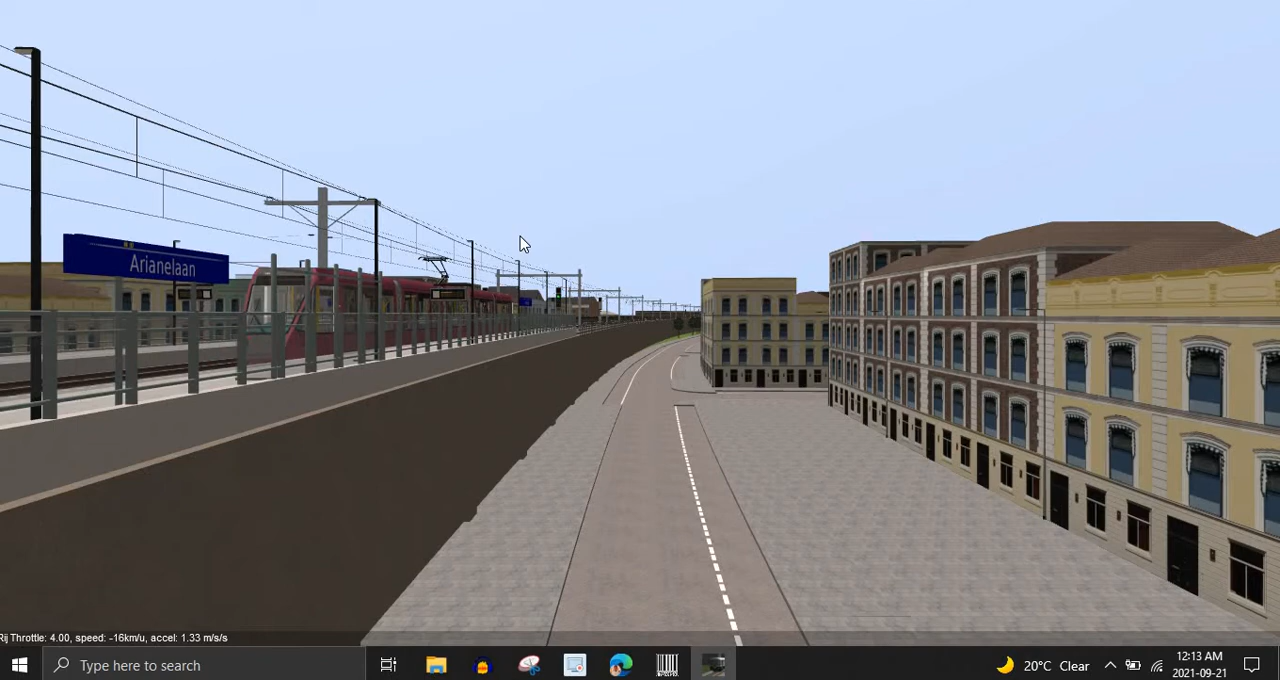 Arianelaan
Rij Throttle: 4.00, speed: -16km/u, accel: 1.33 m/s/s
Type here to search
20°C Clear
12:13 AM
2021-09-21